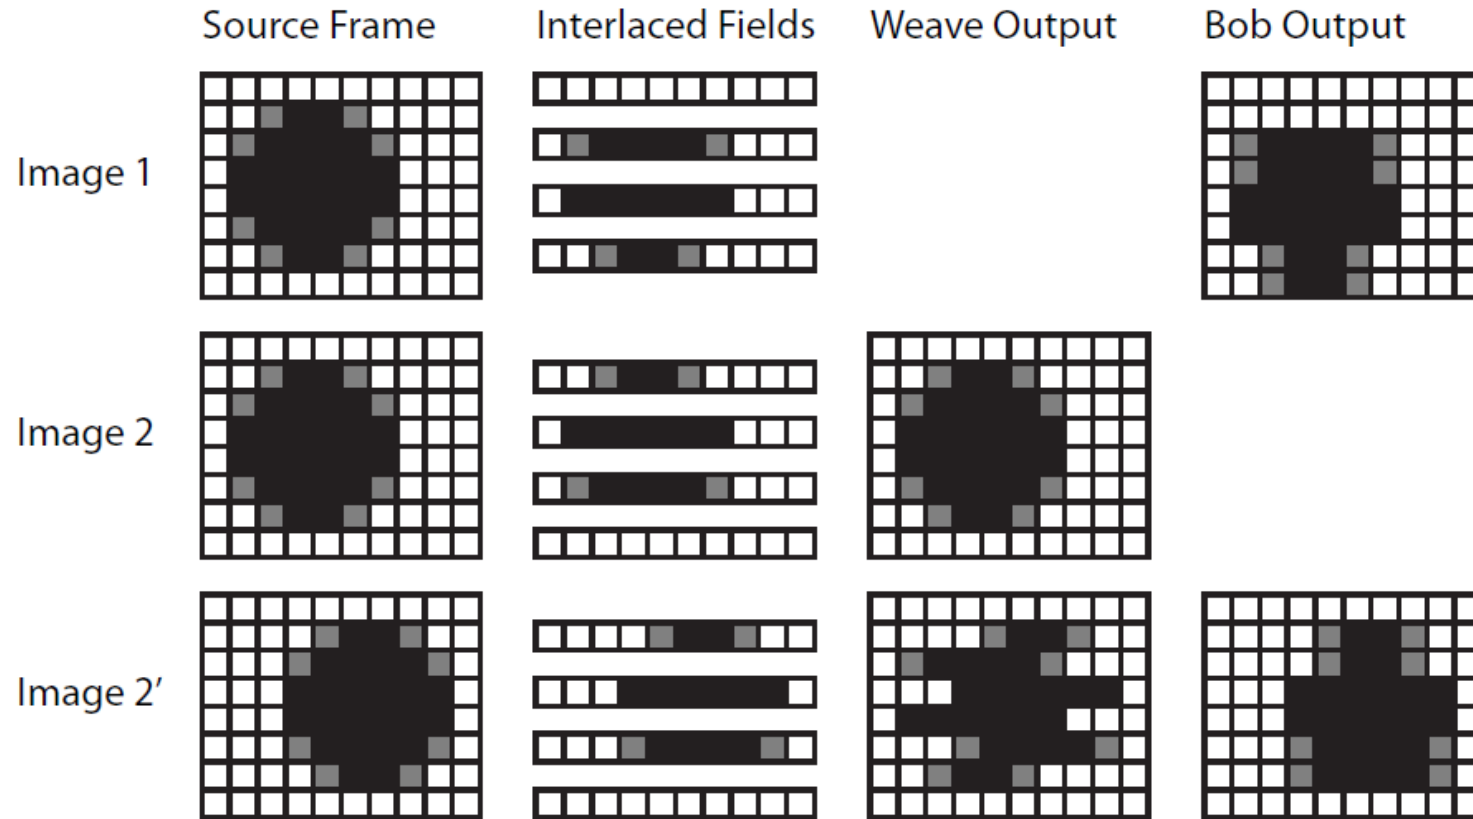 Source Frame Interlaced Fields Weave Output Bob Output
Image 1
Image 2
Image 2′